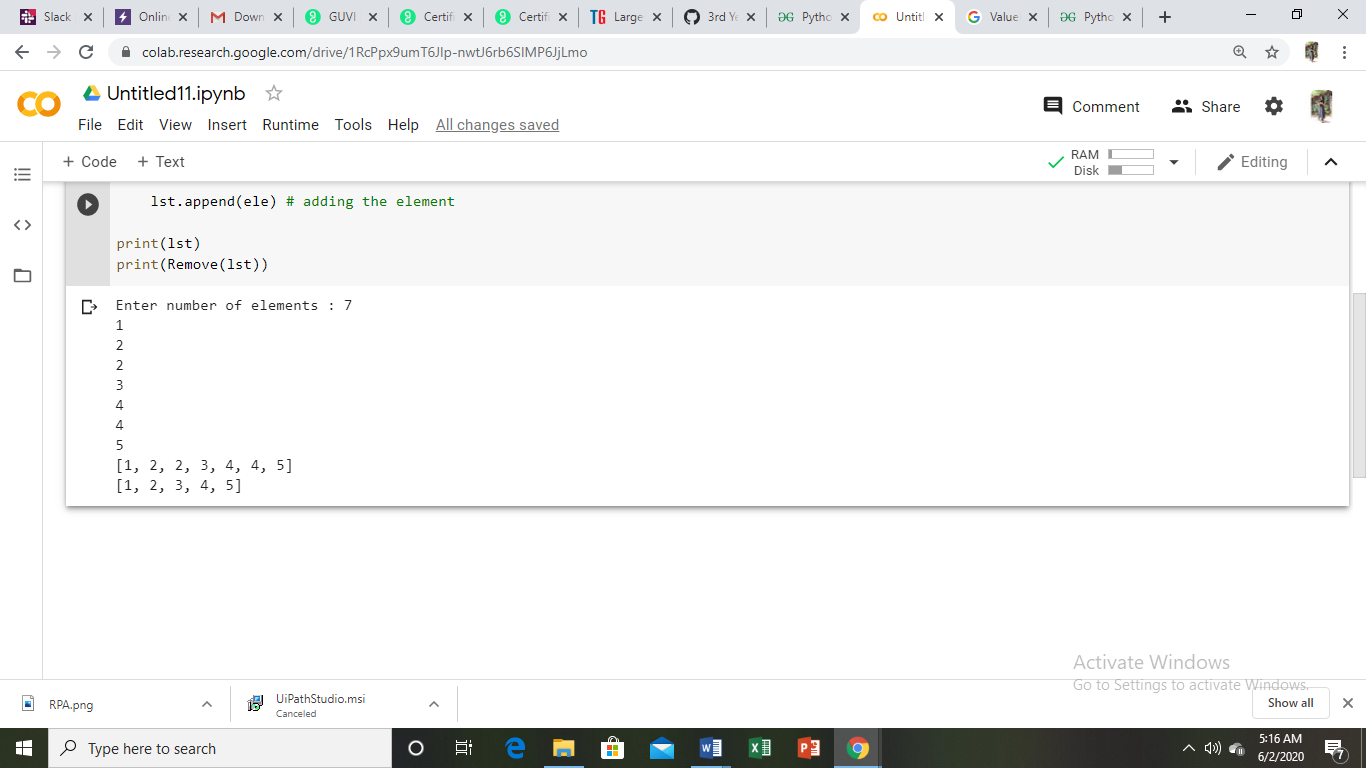 Slack
Onlin
Down
GUVI
Certifi
Certifi
Large
3rd Ye
Pytho
Untitl
Value
Pytho
colab.research.google.com/drive/1RcPpx9umT6Jlp-nwtJ6rb6SlMP6JjLmo
Untitled11.ipynb
File Edit View Insert Runtime Tools Help All changes saved
Comment
Share
+ Code + Text
RAM
Disk
Editing
lst.append(ele) # adding the element
print(lst)
print(Remove(lst))
Enter number of elements : 7
1
2
2
3
4
4
5
[1, 2, 2, 3, 4, 4, 5]
[1, 2, 3, 4, 5]
Activate Windows
Go to Settings to activate Windows.
RPA.png
UiPathStudio.msi
Canceled
Show all
Type here to search
5:16 AM
6/2/2020
7